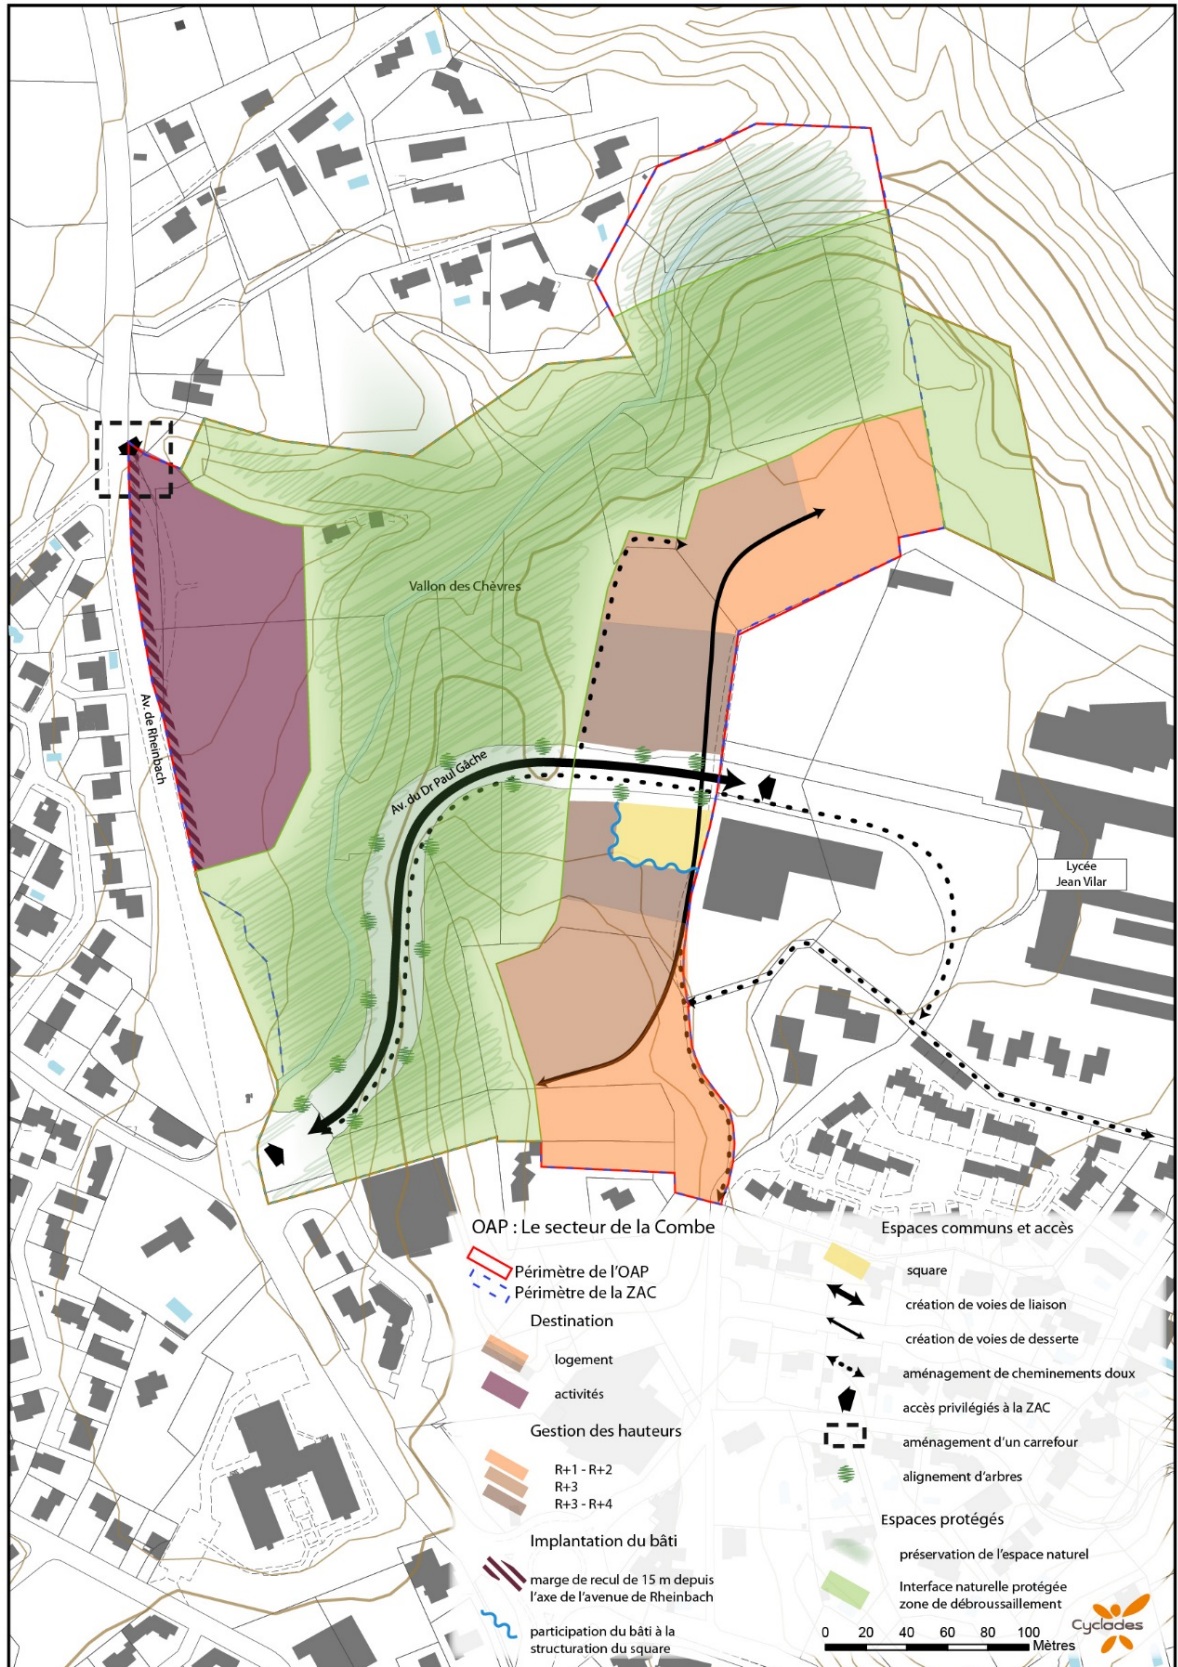 Vallon des Chèvres
Av. de Rheinbach
Av. du Dr Paul Gâche
Lycée
Jean Vilar
OAP : Le secteur de la Combe
Périmètre de l'OAP
Périmètre de la ZAC
Destination
logement
activités
Gestion des hauteurs
R+1 - R+2
R+3
R+3 - R+4
Implantation du bâti
marge de recul de 15 m depuis
l'axe de l'avenue de Rheinbach
participation du bâti à la
structuration du square
Espaces communs et accès
square
création de voies de liaison
création de voies de desserte
aménagement de cheminements doux
accès privilégiés à la ZAC
aménagement d'un carrefour
alignement d'arbres
Espaces protégés
préservation de l'espace naturel
Interface naturelle protégée
zone de débroussaillement
0 20 40 60 80 100
Mètres
Cyclades